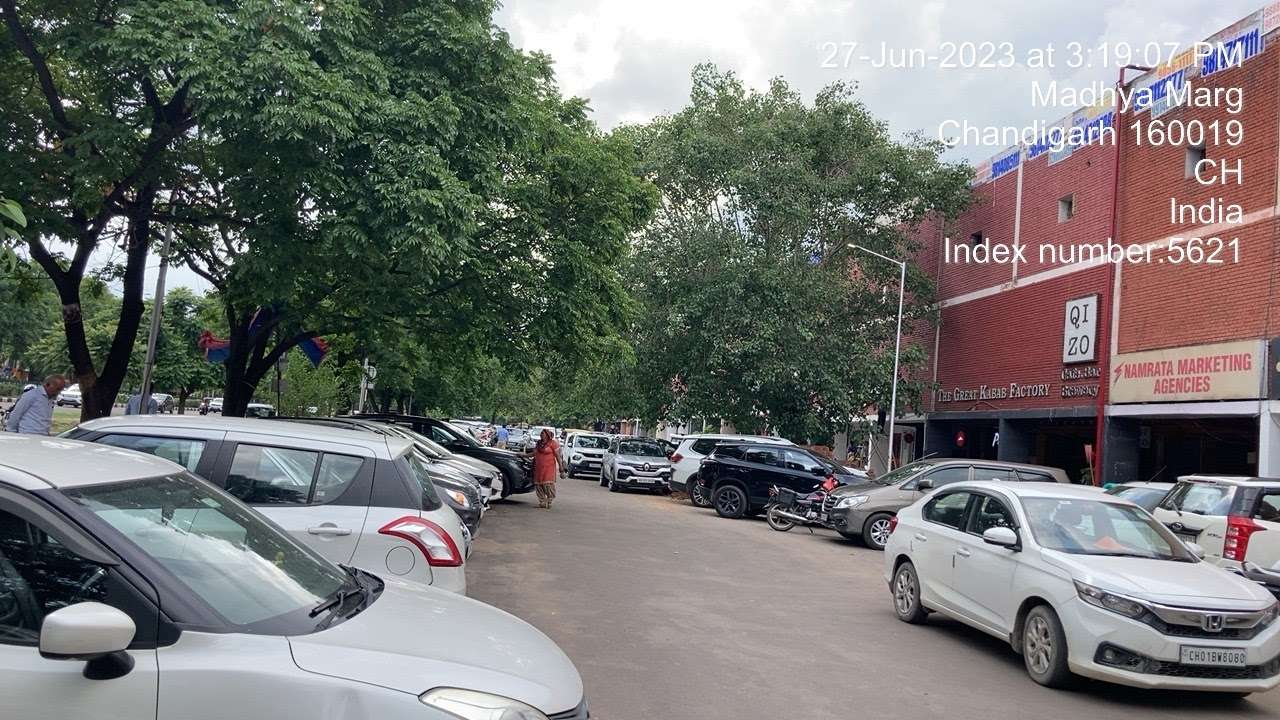 27-Jun-2023 at 3:19:07 PM
Madhya Marg
Chandigarh 160019
CH
India
Index number:5621
QI
ZO
THE GREAT KABAB FACTORY
NAMRATA MARKETING
AGENCIES
CH01BW8080